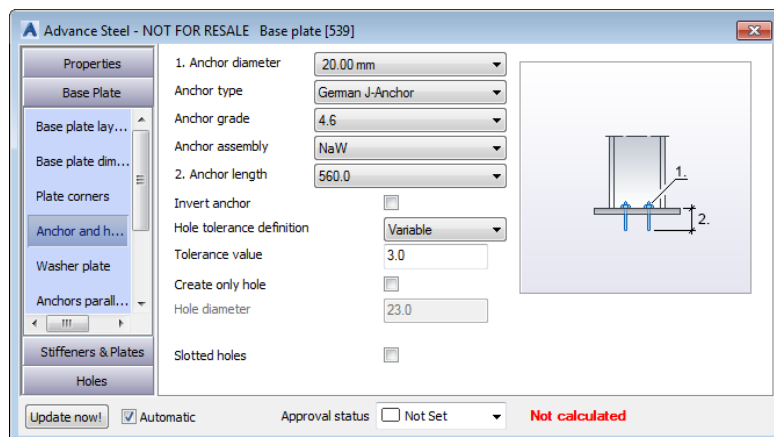 Advance Steel - NOT FOR RESALE Base plate [539]
Properties
Base Plate
Base plate lay...
Base plate dim...
Plate corners
Anchor and h...
Washer plate
Anchors parall...
Stiffeners & Plates
Holes
1. Anchor diameter 20.00 mm
Anchor type German J-Anchor
Anchor grade 4.6
Anchor assembly NaW
2. Anchor length 560.0
Invert anchor
Hole tolerance definition Variable
Tolerance value 3.0
Create only hole
Hole diameter 23.0
Slotted holes
1.
2.
Update now! Automatic Approval status Not Set Not calculated